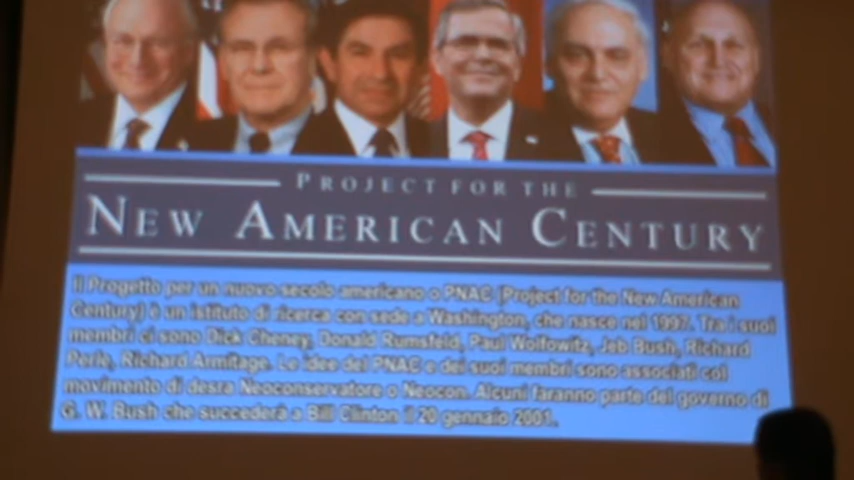 PROJECT FOR THE
NEW AMERICAN CENTURY
Il Progetto per un nuovo secolo americano o PNAC (Project for the New American
Century) è un istituto di ricerca con sede a Washington, che nasce nel 1997. Tra i suoi
membri ci sono Dick Cheney, Donald Rumsfeld, Paul Wolfowitz, Jeb Bush, Richard
Perle, Richard Armitage. Le idee del PNAC e dei suoi membri sono associati col
movimento di desra Neoconservatore o Neocon. Alcuni faranno parte del governo di
G. W. Bush che succederà a Bill Clinton il 20 gennaio 2001.